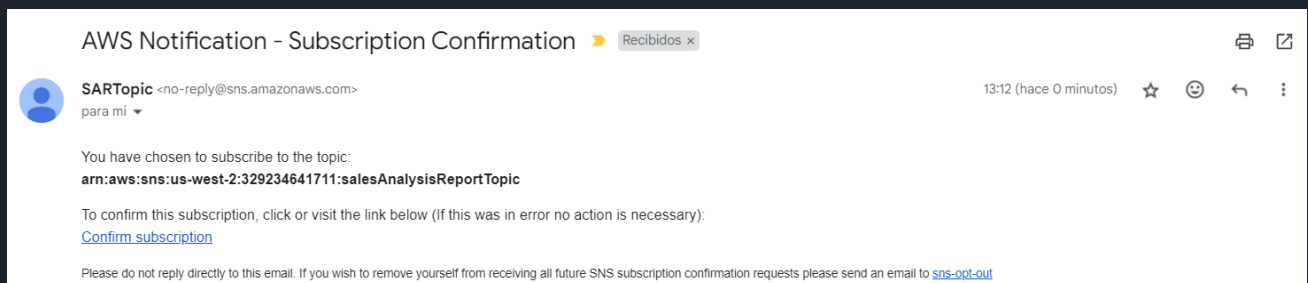 AWS Notification - Subscription Confirmation Recibidos x
SARTopic <no-reply@sns.amazonaws.com> 13:12 (hace 0 minutos)
para mí
You have chosen to subscribe to the topic:
arn:aws:sns:us-west-2:329234641711:salesAnalysisReportTopic
To confirm this subscription, click or visit the link below (If this was in error no action is necessary):
Confirm subscription
Please do not reply directly to this email. If you wish to remove yourself from receiving all future SNS subscription confirmation requests please send an email to sns-opt-out